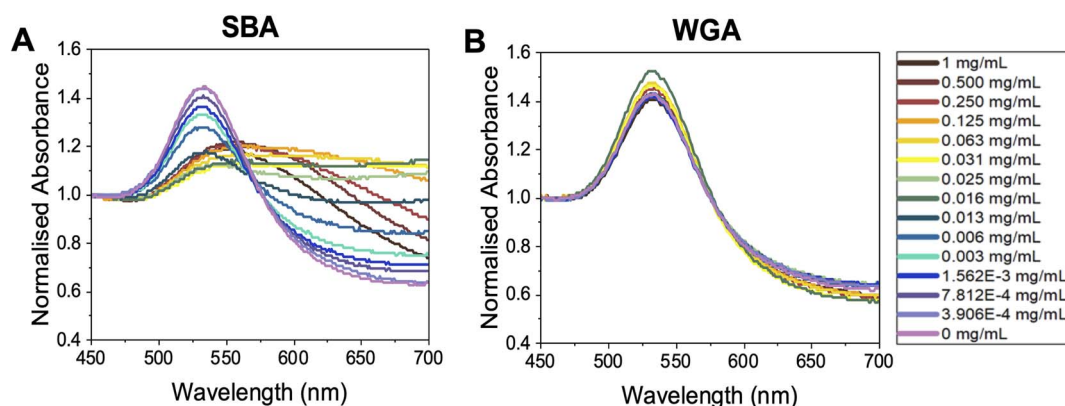 A
SBA
1.6
1.4
1.2
1.0
0.8
0.6
0.4
Normalised Absorbance
450 500 550 600 650 700
Wavelength (nm)
B
WGA
1.6
1.4
1.2
1.0
0.8
0.6
0.4
Normalised Absorbance
450 500 550 600 650 700
Wavelength (nm)
1 mg/mL
0.500 mg/mL
0.250 mg/mL
0.125 mg/mL
0.063 mg/mL
0.031 mg/mL
0.025 mg/mL
0.016 mg/mL
0.013 mg/mL
0.006 mg/mL
0.003 mg/mL
1.562E-3 mg/mL
7.812E-4 mg/mL
3.906E-4 mg/mL
0 mg/mL